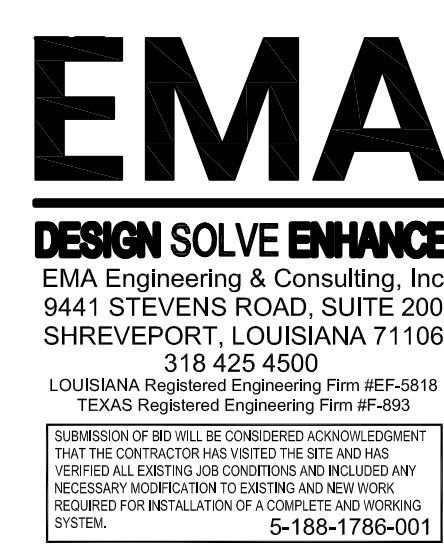 EMA
DESIGN SOLVE ENHANCE
EMA Engineering & Consulting, Inc
9441 STEVENS ROAD, SUITE 200
SHREVEPORT, LOUISIANA 71106
318 425 4500
LOUISIANA Registered Engineering Firm #EF-5818
TEXAS Registered Engineering Firm #F-893
SUBMISSION OF BID WILL BE CONSIDERED ACKNOWLEDGMENT
THAT THE CONTRACTOR HAS VISITED THE SITE AND HAS
VERIFIED ALL EXISTING JOB CONDITIONS AND INCLUDED ANY
NECESSARY MODIFICATION TO EXISTING AND NEW WORK
REQUIRED FOR INSTALLATION OF A COMPLETE AND WORKING
SYSTEM. 5-188-1786-001